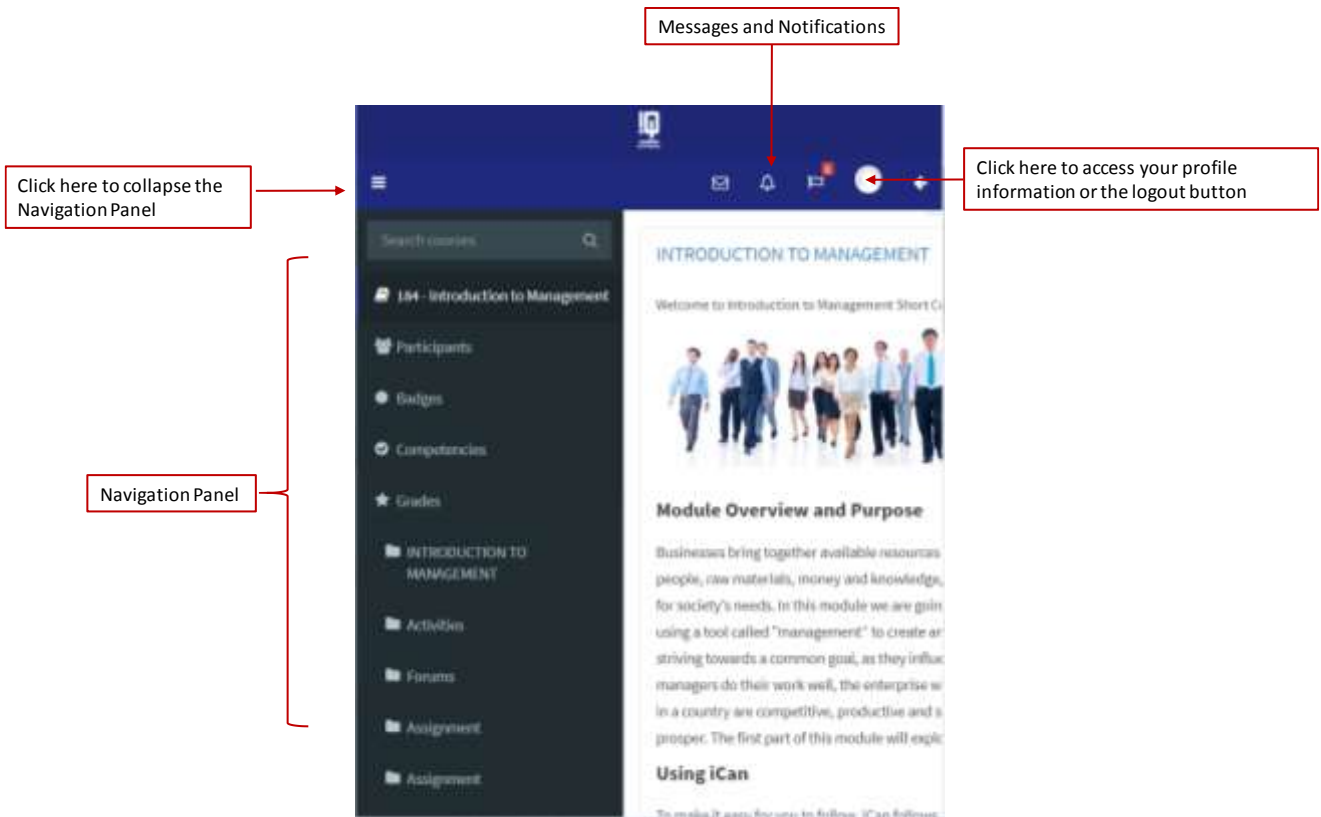 Messages and Notifications
Click here to collapse the
Navigation Panel
Click here to access your profile
information or the logout button
Navigation Panel
Search courses
184 - Introduction to Management
Participants
Badges
Competencies
Grades
INTRODUCTION TO
MANAGEMENT
Activities
Forums
Assignment
Assignment
INTRODUCTION TO MANAGEMENT
Welcome to Introduction to Management Short
Module Overview and Purpose
Businesses bring together available resources
people, raw materials, money and knowledge,
for society's needs. In this module we are
using a tool called "management" to create
striving towards a common goal, as they
managers do their work well, the enterprise
in a country are competitive, productive and
prosper. The first part of this module will
Using iCan
To make it easy for you to follow, iCan follows